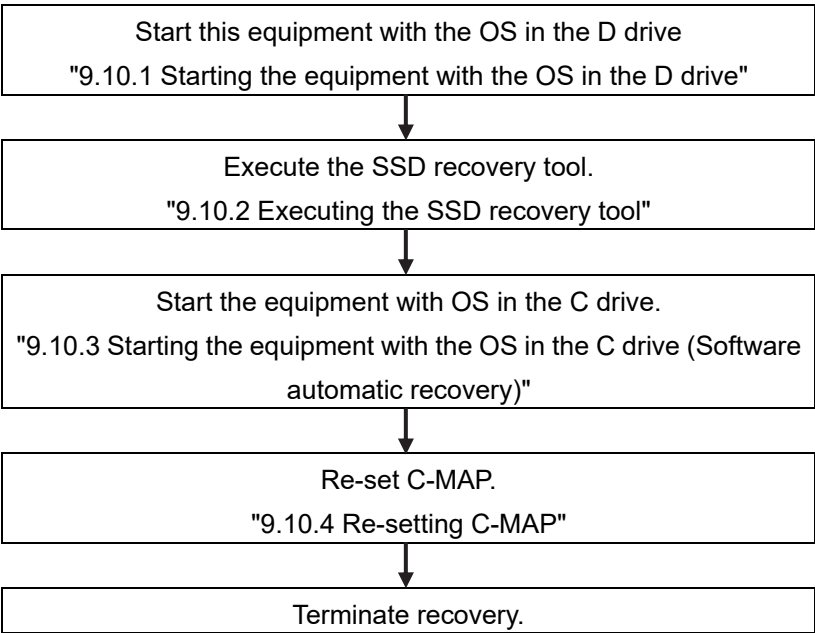 Start this equipment with the OS in the D drive
"9.10.1 Starting the equipment with the OS in the D drive"
Execute the SSD recovery tool.
"9.10.2 Executing the SSD recovery tool"
Start the equipment with OS in the C drive.
"9.10.3 Starting the equipment with the OS in the C drive (Software
automatic recovery)"
Re-set C-MAP.
"9.10.4 Re-setting C-MAP"
Terminate recovery.